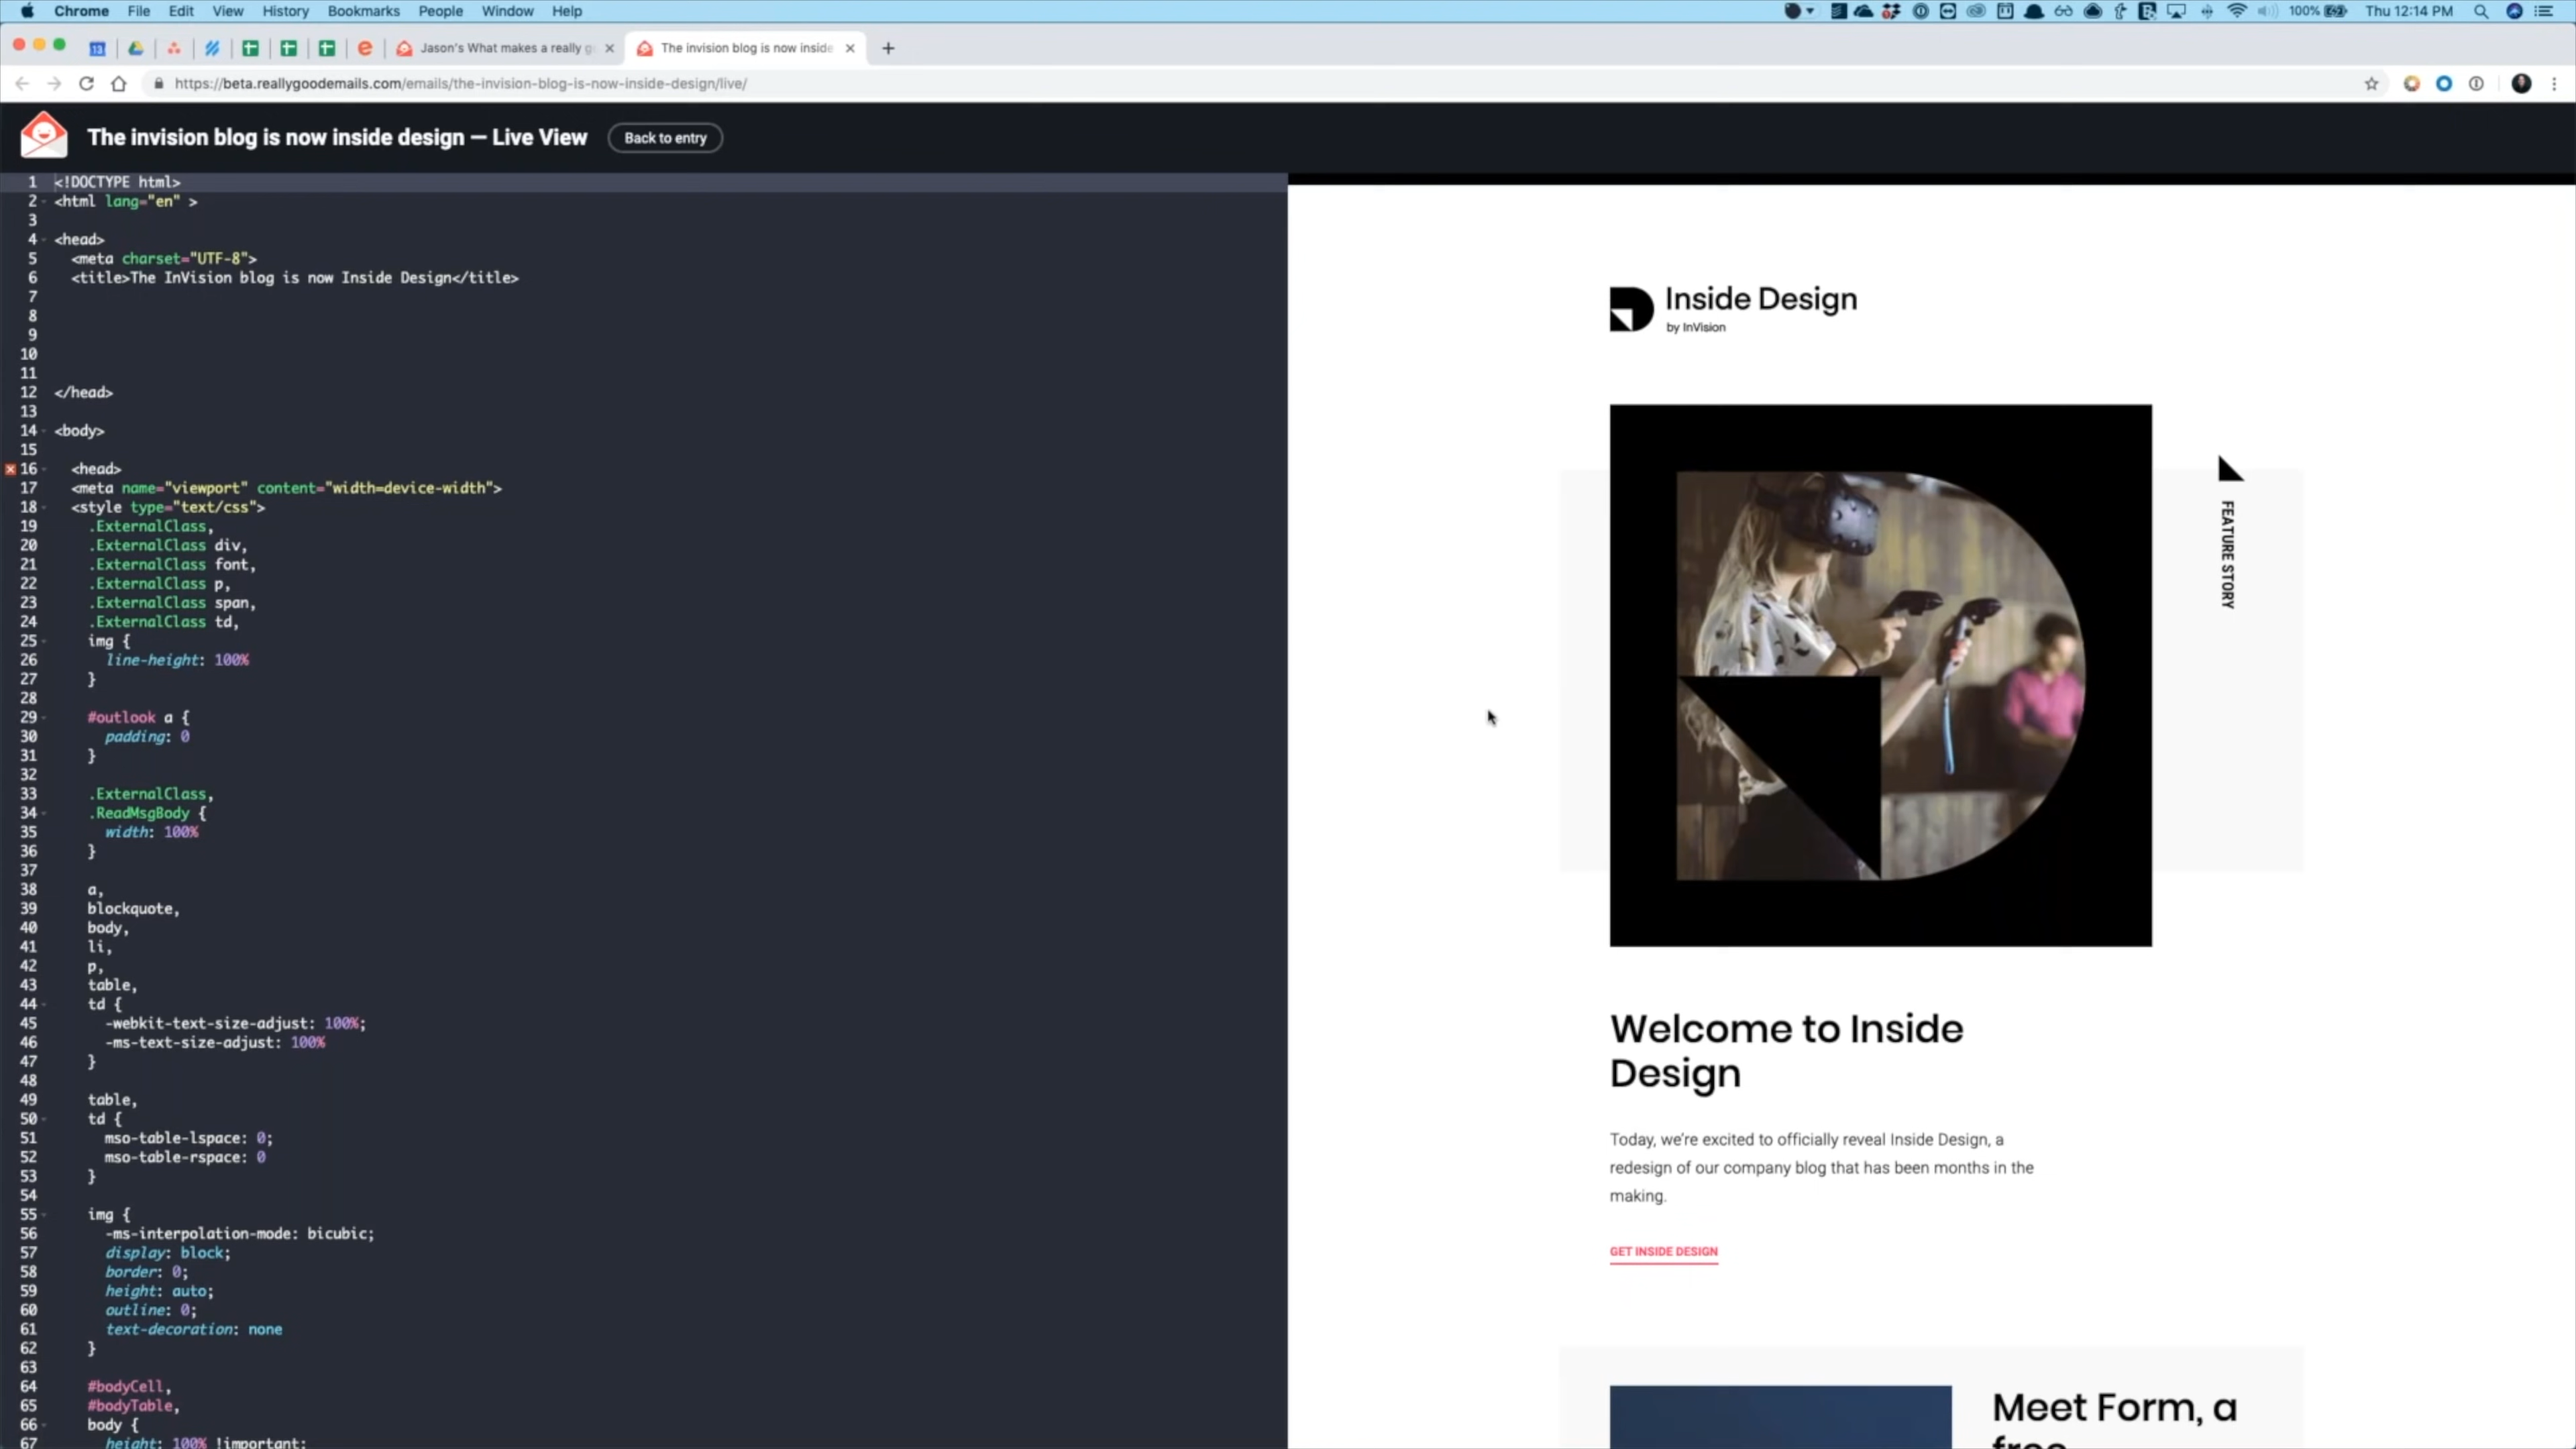 Chrome File Edit View History Bookmarks People Window Help
100% Thu 12:14 PM
13 Jason's What makes a really g The invision blog is now inside
https://beta.reallygoodemails.com/emails/the-invision-blog-is-now-inside-design/live/
The invision blog is now inside design — Live View Back to entry
1 <!DOCTYPE html>
2 <html lang="en" >
3
4 <head>
5 <meta charset="UTF-8">
6 <title>The InVision blog is now Inside Design</title>
7
8
9
10
11
12 </head>
13
14 <body>
15
16 <head>
17 <meta name="viewport" content="width=device-width">
18 <style type="text/css">
19 .ExternalClass,
20 .ExternalClass div,
21 .ExternalClass font,
22 .ExternalClass p,
23 .ExternalClass span,
24 .ExternalClass td,
25 img {
26 line-height: 100%
27 }
28
29 #outlook a {
30 padding: 0
31 }
32
33 .ExternalClass,
34 .ReadMsgBody {
35 width: 100%
36 }
37
38 a,
39 blockquote,
40 body,
41 li,
42 p,
43 table,
44 td {
45 -webkit-text-size-adjust: 100%;
46 -ms-text-size-adjust: 100%
47 }
48
49 table,
50 td {
51 mso-table-lspace: 0;
52 mso-table-rspace: 0
53 }
54
55 img {
56 -ms-interpolation-mode: bicubic;
57 display: block;
58 border: 0;
59 height: auto;
60 outline: 0;
61 text-decoration: none
62 }
63
64 #bodyCell,
65 #bodyTable,
66 body {
67 height: 100% !important;
Inside Design
by InVision
FEATURE STORY
Welcome to Inside
Design
Today, we're excited to officially reveal Inside Design, a
redesign of our company blog that has been months in the
making.
GET INSIDE DESIGN
Meet Form, a
free